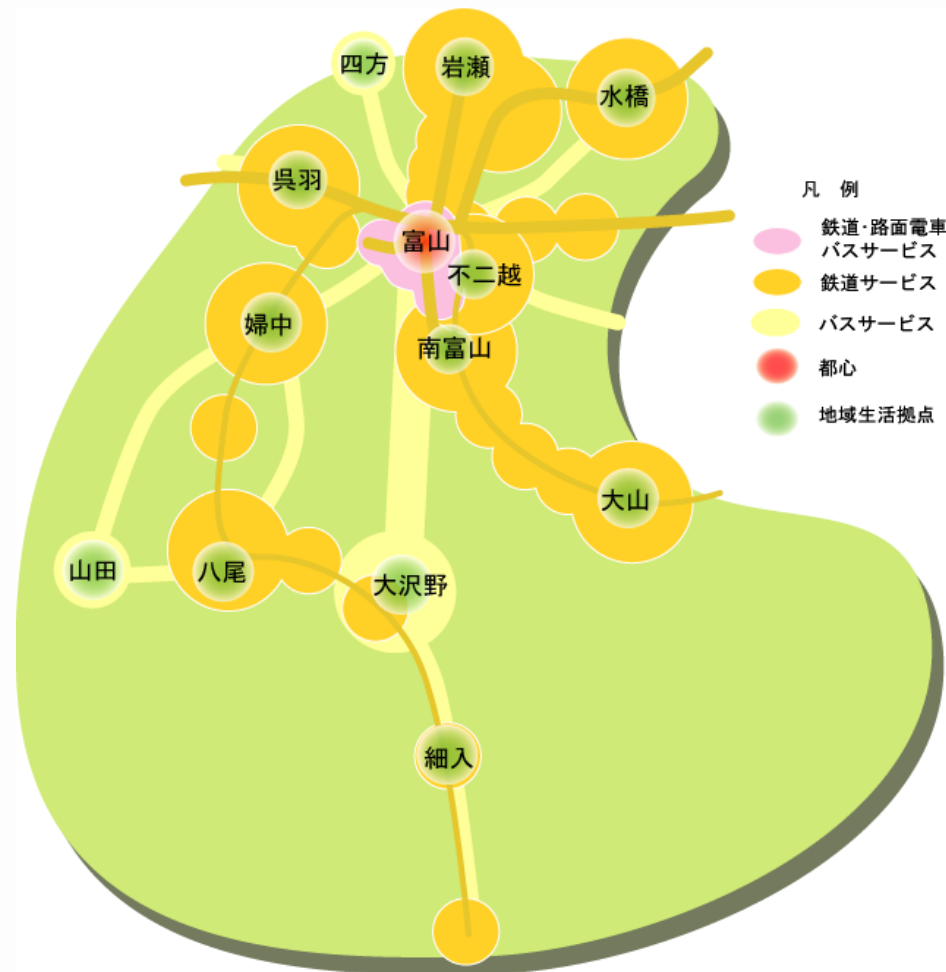 四方
岩瀬
水橋
呉羽
凡 例
鉄道・路面電車
バスサービス
富山
不二越
鉄道サービス
婦中
バスサービス
南富山
都心
地域生活拠点
大山
山田
八尾
大沢野
細入